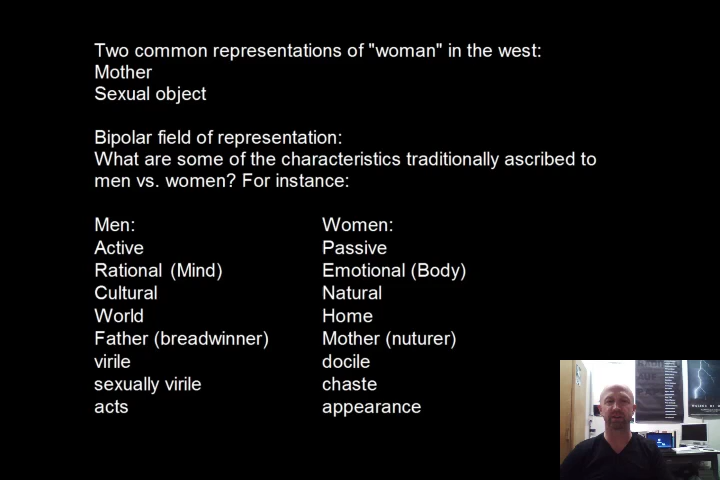 Two common representations of "woman" in the west:
Mother
Sexual object
Bipolar field of representation:
What are some of the characteristics traditionally ascribed to
men vs. women? For instance:
Men: Women:
Active Passive
Rational (Mind) Emotional (Body)
Cultural Natural
World Home
Father (breadwinner) Mother (nuturer)
virile docile
sexually virile chaste
acts appearance